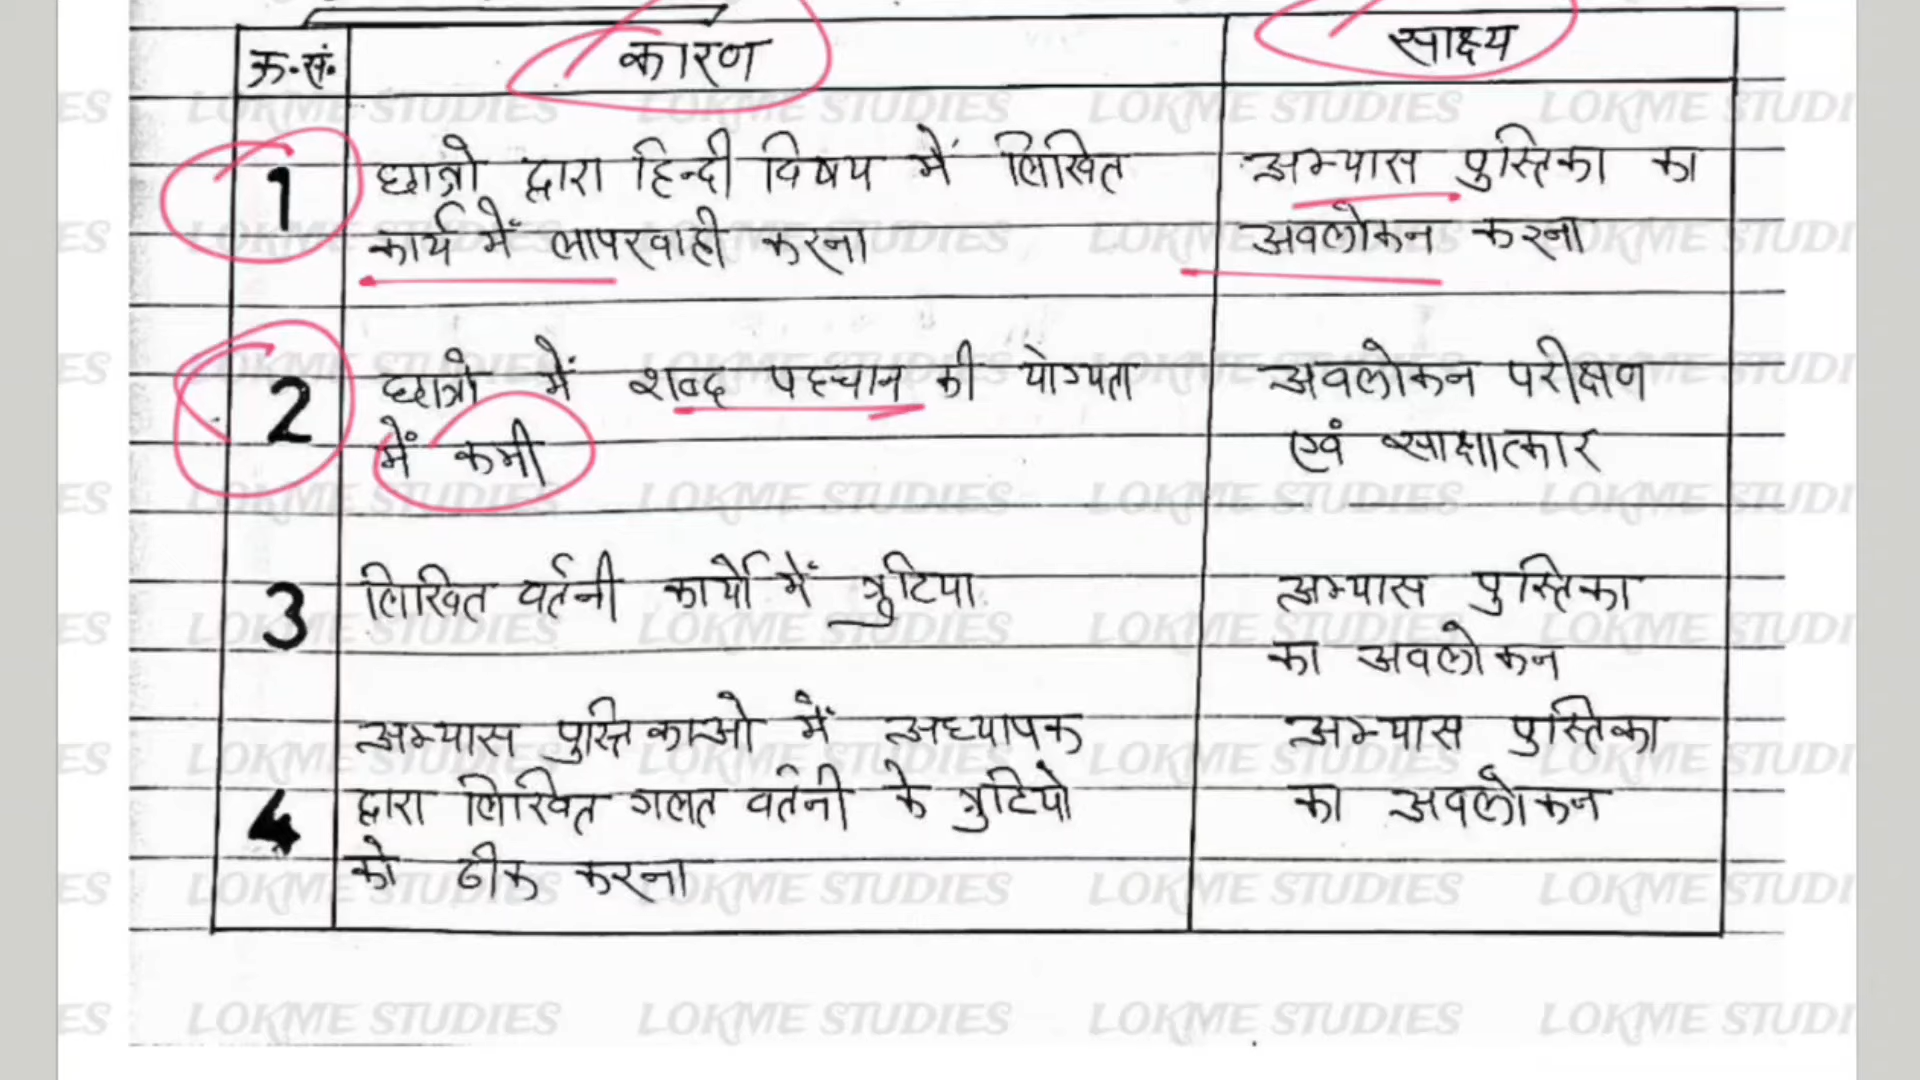 क्र.सं. कारण साक्ष्य
1 छात्रो द्वारा हिन्दी विषय में लिखित अभ्यास पुस्तिका का
कार्य में लापरवाही करना अवलोकन करना
2 छात्रो में शब्द पहचान की योग्यता अवलोकन परीक्षण
में कमी एवं साक्षात्कार
3 लिखित वर्तनी कार्यो में त्रुटिया अभ्यास पुस्तिका
का अवलोकन
अभ्यास पुस्तिकाओ में अध्यापक अभ्यास पुस्तिका
4 द्वारा लिखित गलत वर्तनी के त्रुटियो का अवलोकन
को ठीक करना
LOKME STUDIES